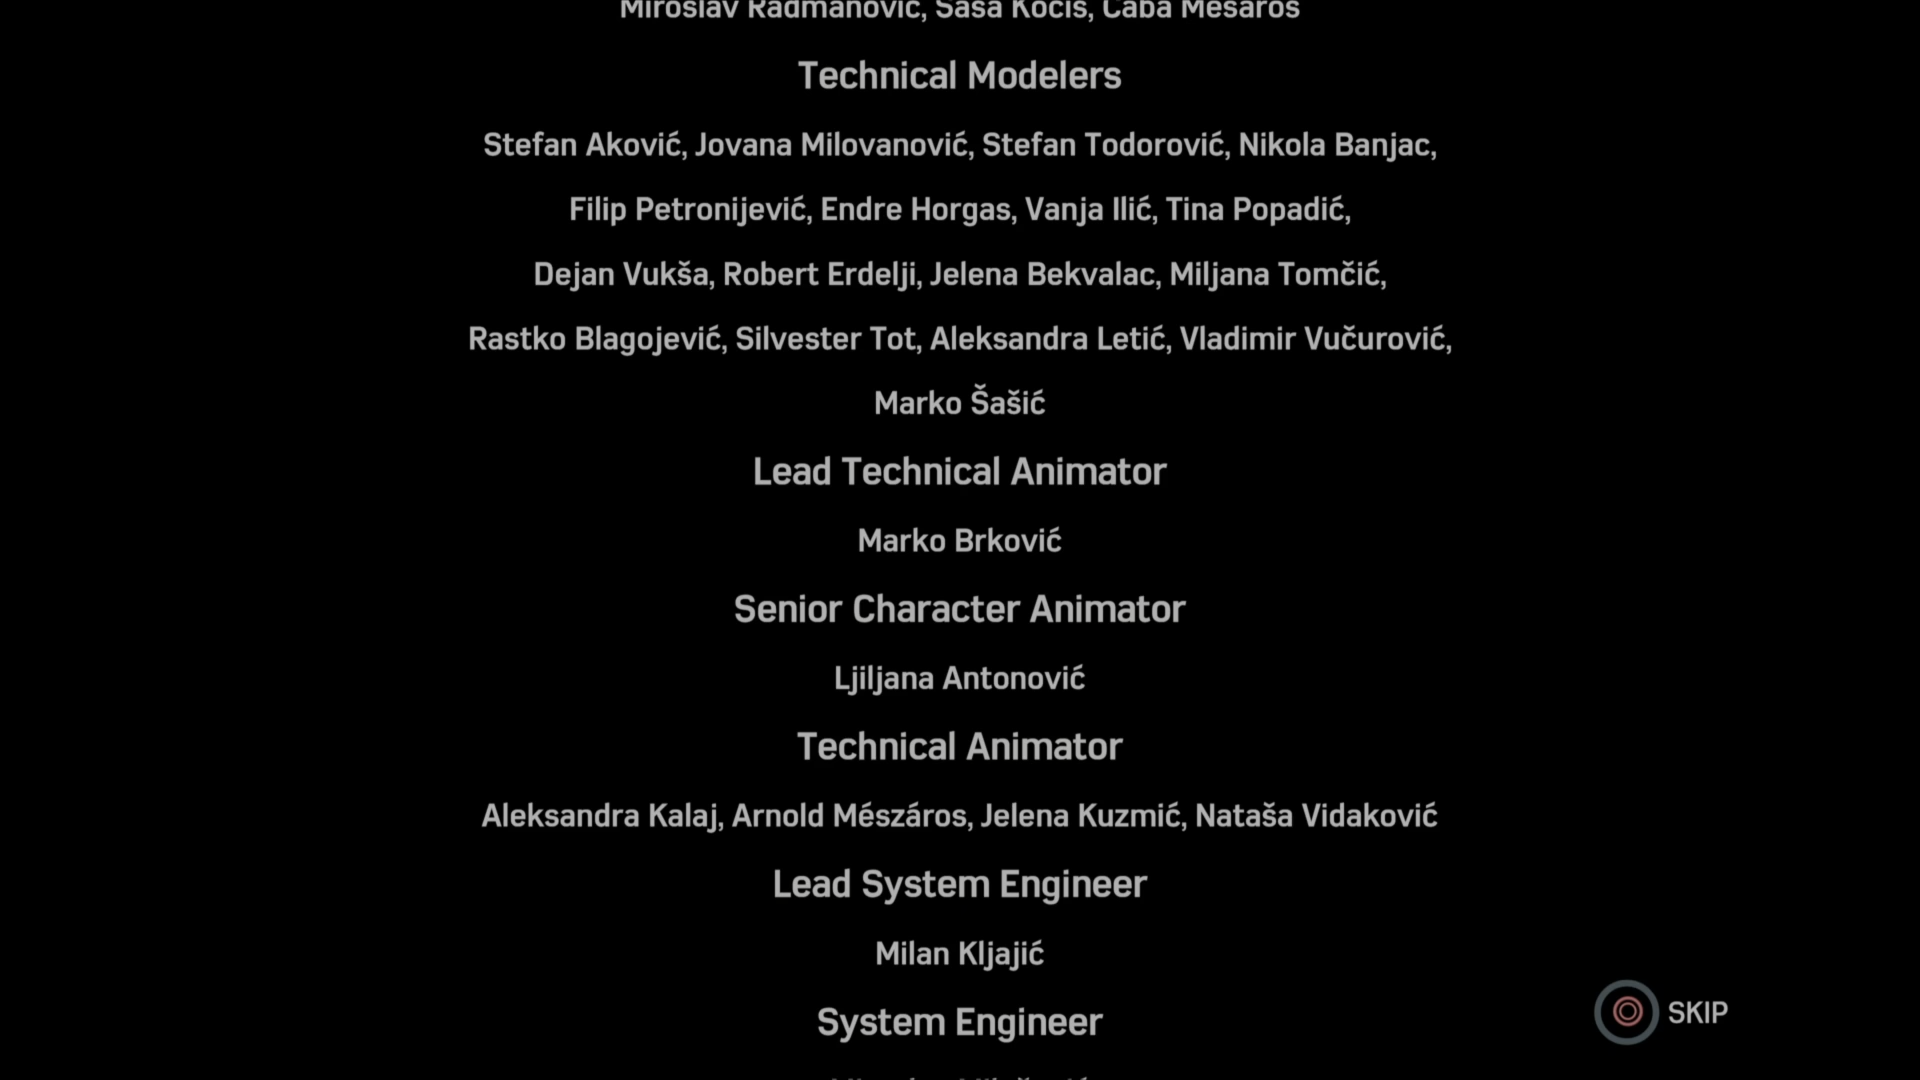 Miroslav Radmanović, Saša Kočiš, Čaba Mesaroš
Technical Modelers
Stefan Aković, Jovana Milovanović, Stefan Todorović, Nikola Banjac,
Filip Petronijević, Endre Horgas, Vanja Ilić, Tina Popadić,
Dejan Vukša, Robert Erdelji, Jelena Bekvalac, Miljana Tomčić,
Rastko Blagojević, Silvester Tot, Aleksandra Letić, Vladimir Vučurović,
Marko Šašić
Lead Technical Animator
Marko Brković
Senior Character Animator
Ljiljana Antonović
Technical Animator
Aleksandra Kalaj, Arnold Mészáros, Jelena Kuzmić, Nataša Vidaković
Lead System Engineer
Milan Kljajić
System Engineer
SKIP